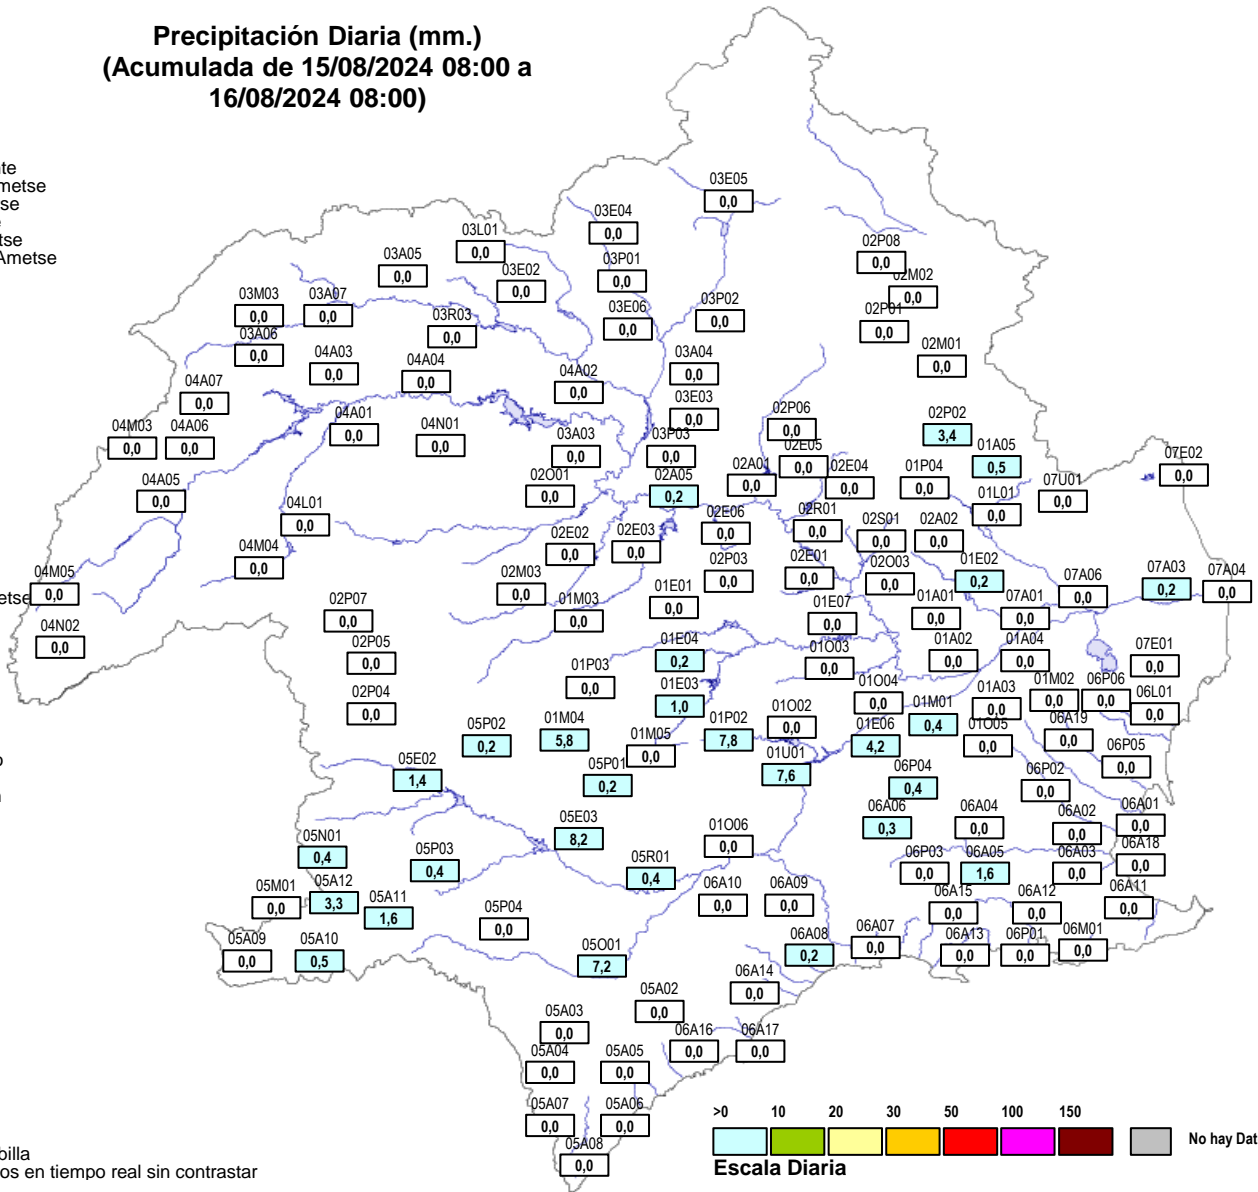 Precipitación Diaria (mm.)
(Acumulada de 15/08/2024 08:00 a
16/08/2024 08:00)
nte
metse
tse
e
tse
Ametse
03E05
0,0
03E04
0,0
03L01
0,0
03P01
0,0
02P08
0,0
03A05
0,0
03E02
0,0
02M02
0,0
03M03
0,0
03A07
0,0
03E06
0,0
03P02
0,0
02P01
0,0
03R03
0,0
03A06
0,0
04A03
0,0
04A04
0,0
03A04
0,0
02M01
0,0
04A02
0,0
04A07
0,0
03E03
0,0
04M03
0,0
04A06
0,0
04A01
0,0
04N01
0,0
03A03
0,0
03P03
0,0
02P06
0,0
02P02
3,4
02E05
0,0
01A05
0,5
07E02
0,0
04A05
0,0
02O01
0,0
02A05
0,2
02A01
0,0
02E04
0,0
01P04
0,0
07U01
0,0
01L01
0,0
04L01
0,0
02E06
0,0
02R01
0,0
02S01
0,0
02A02
0,0
02E02
0,0
02E03
0,0
04M04
0,0
02P03
0,0
02E01
0,0
02O03
0,0
01E02
0,2
07A03
0,2
07A04
0,0
04M05
0,0
etse
02M03
0,0
01E01
0,0
07A06
0,0
02P07
0,0
01M03
0,0
01E07
0,0
01A01
0,0
07A01
0,0
04N02
0,0
02P05
0,0
01E04
0,2
01O03
0,0
01A02
0,0
01A04
0,0
07E01
0,0
01P03
0,0
02P04
0,0
01E03
1,0
01O04
0,0
01A03
0,0
01M02
0,0
06P06
0,0
06L01
0,0
05P02
0,2
01M04
5,8
01M05
0,0
01P02
7,8
01O02
0,0
01E06
4,2
01M01
0,4
01O05
0,0
06A19
0,0
05E02
1,4
05P01
0,2
01U01
7,6
06P04
0,4
06P02
0,0
06P05
0,0
05E03
8,2
01O06
0,0
06A06
0,3
06A04
0,0
06A02
0,0
06A01
0,0
05N01
0,4
05P03
0,4
05R01
0,4
06P03
0,0
06A05
1,6
06A03
0,0
06A18
0,0
05M01
0,0
05A12
3,3
05A11
1,6
05P04
0,0
06A10
0,0
06A09
0,0
06A15
0,0
06A12
0,0
06A11
0,0
05A09
0,0
05A10
0,5
05O01
7,2
06A08
0,2
06A07
0,0
06A13
0,0
06P01
0,0
06M01
0,0
06A14
0,0
05A02
0,0
05A03
0,0
06A16
0,0
06A17
0,0
05A04
0,0
05A05
0,0
05A07
0,0
05A06
0,0
05A08
0,0
>0 10 20 30 50 100 150
No hay Dat
Escala Diaria
billa
os en tiempo real sin contrastar